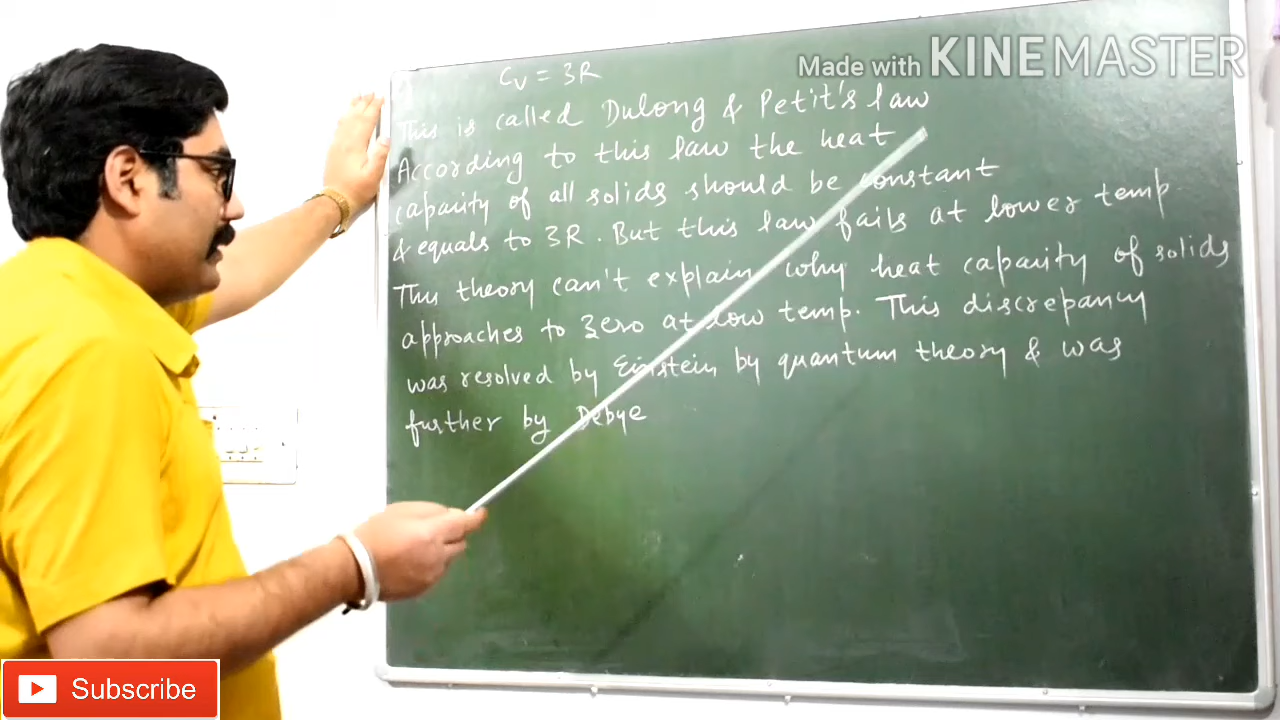 Made with KINEMASTER
Cv = 3R
This is called Dulong & Petit's law
According to this law the heat
capacity of all solids should be constant
& equals to 3R. But this law fails at lower temp
This theory can't explain why heat capacity of solids
approaches to zero at low temp. This discrepancy
was resolved by Einstein by quantum theory & was
further by Debye
Subscribe